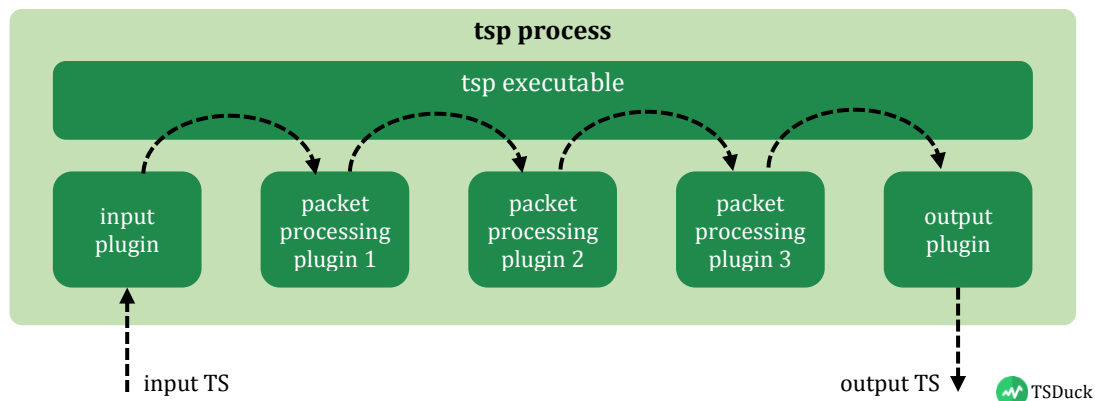 tsp process
tsp executable
input
plugin
packet
processing
plugin 1
packet
processing
plugin 2
packet
processing
plugin 3
output
plugin
input TS
output TS
TSDuck